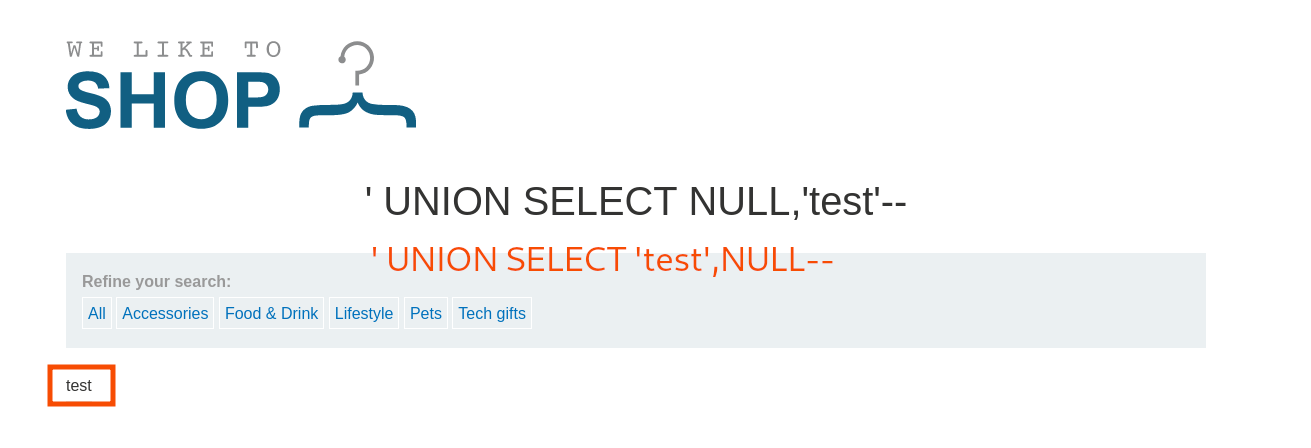 WE LIKE TO
SHOP
' UNION SELECT NULL,'test'--
' UNION SELECT 'test',NULL--
Refine your search:
All Accessories Food & Drink Lifestyle Pets Tech gifts
test